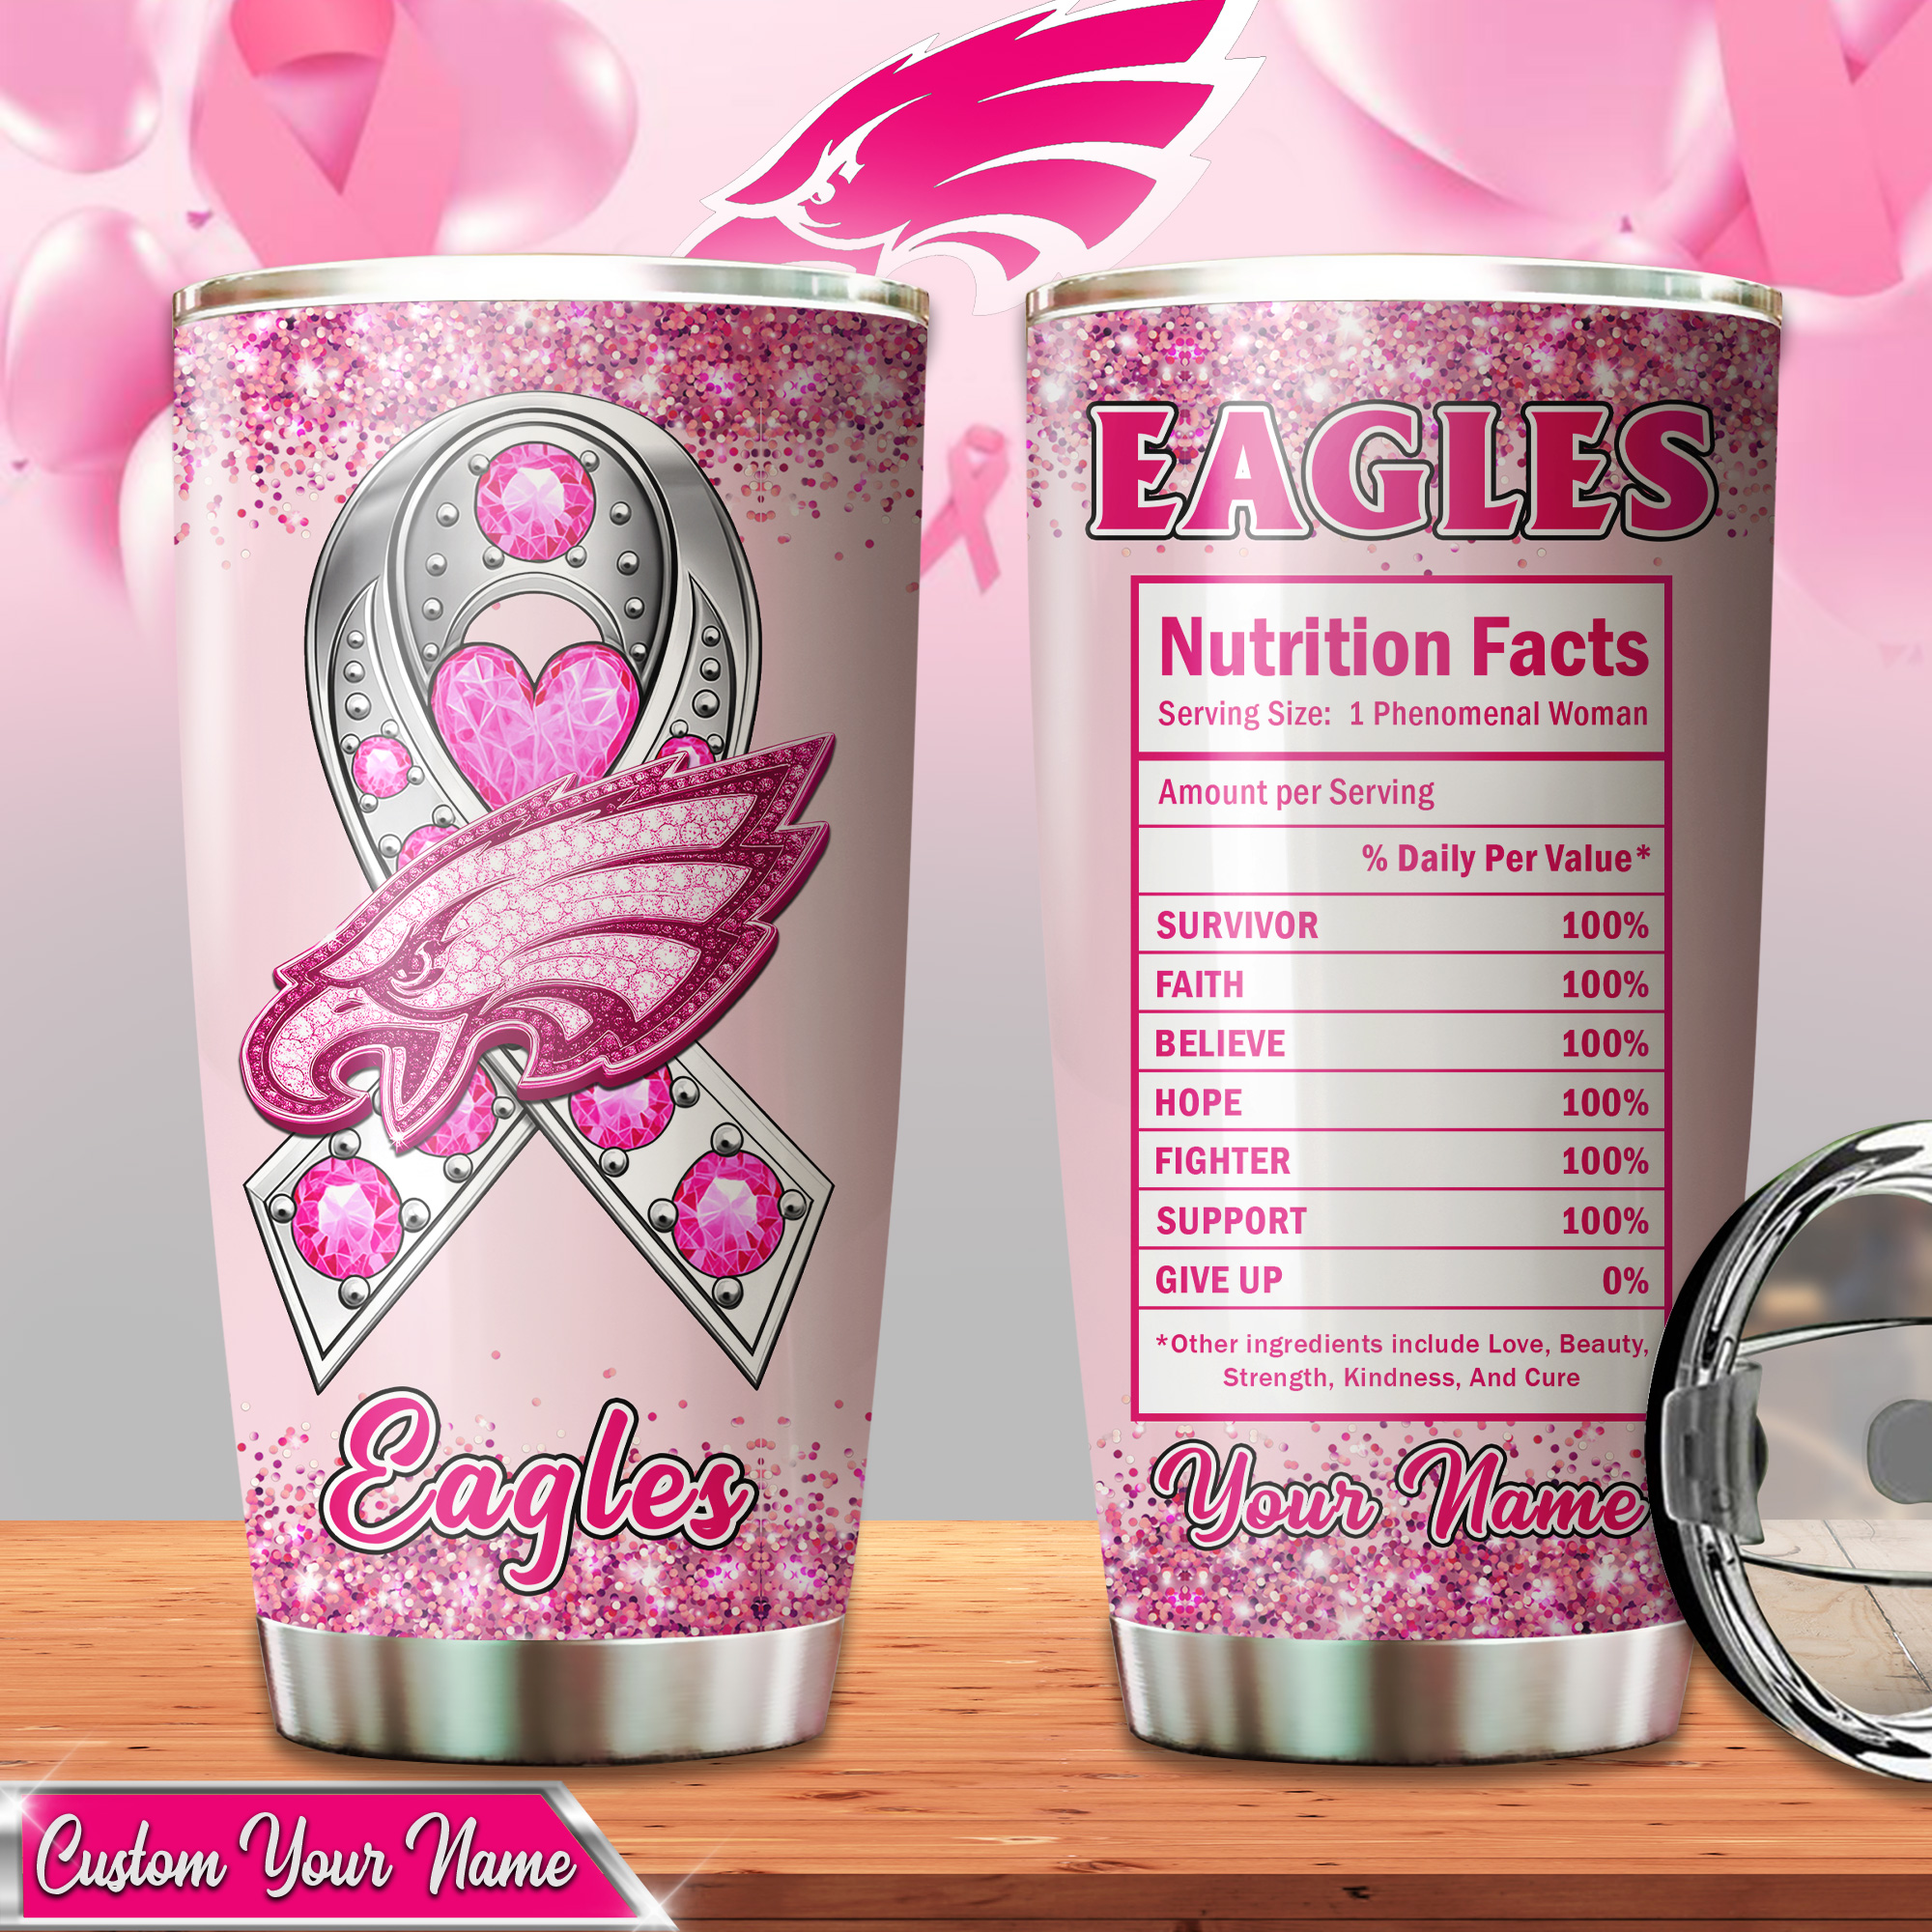 Eagles
EAGLES
Nutrition Facts
Serving Size: 1 Phenomenal Woman
Amount per Serving
% Daily Per Value*
SURVIVOR 100%
FAITH 100%
BELIEVE 100%
HOPE 100%
FIGHTER 100%
SUPPORT 100%
GIVE UP 0%
*Other ingredients include Love, Beauty,
Strength, Kindness, And Cure
Your Name
Custom Your Name